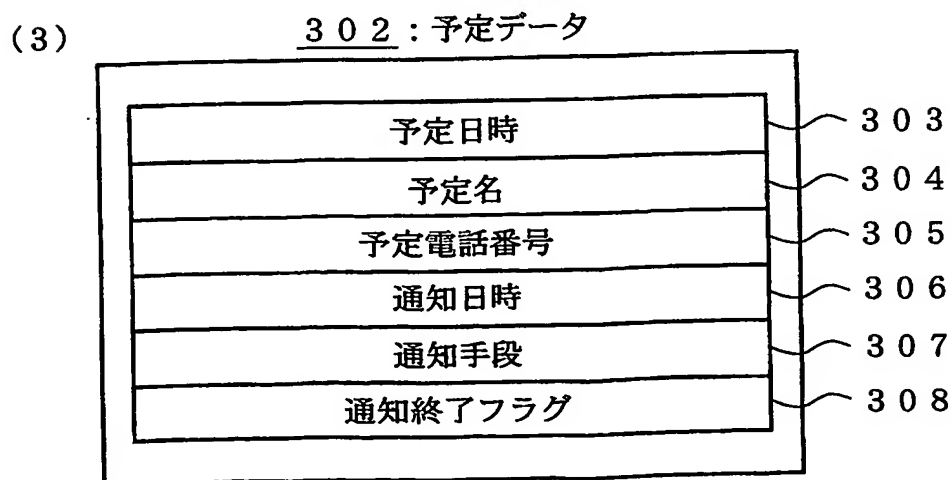 (3)
３０２：予定データ
予定日時 ３０３
予定名 ３０４
予定電話番号 ３０５
通知日時 ３０６
通知手段 ３０７
通知終了フラグ ３０８